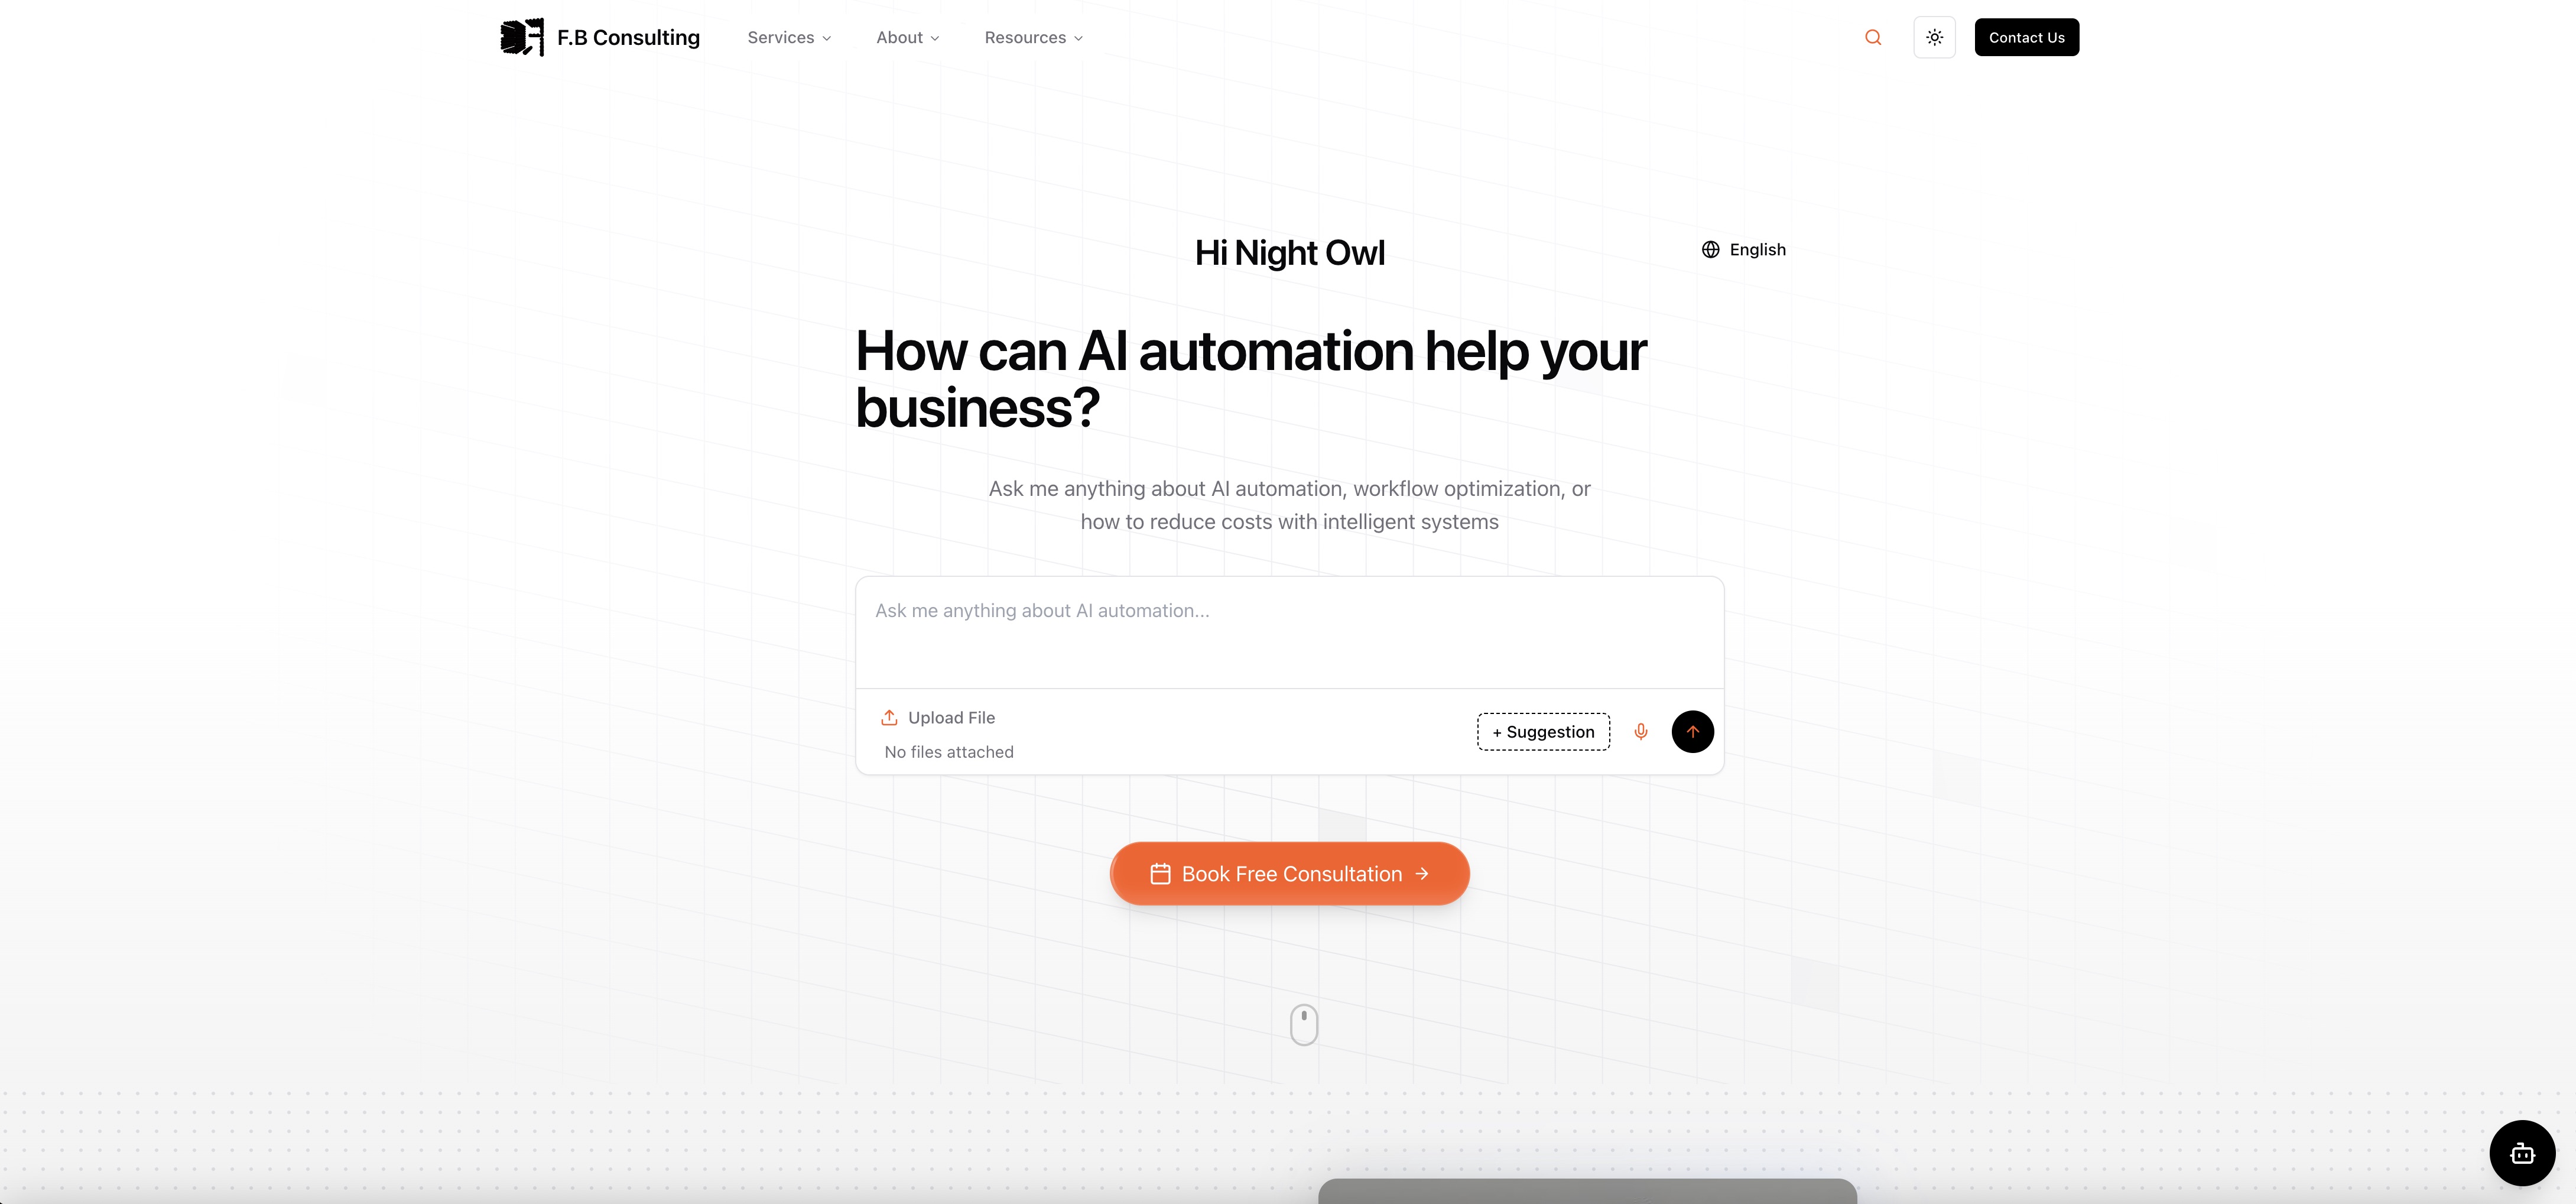 F.B Consulting
Services
About
Resources
Contact Us
Hi Night Owl
English
How can AI automation help your
business?
Ask me anything about AI automation, workflow optimization, or
how to reduce costs with intelligent systems
Ask me anything about AI automation...
Upload File
No files attached
+ Suggestion
Book Free Consultation